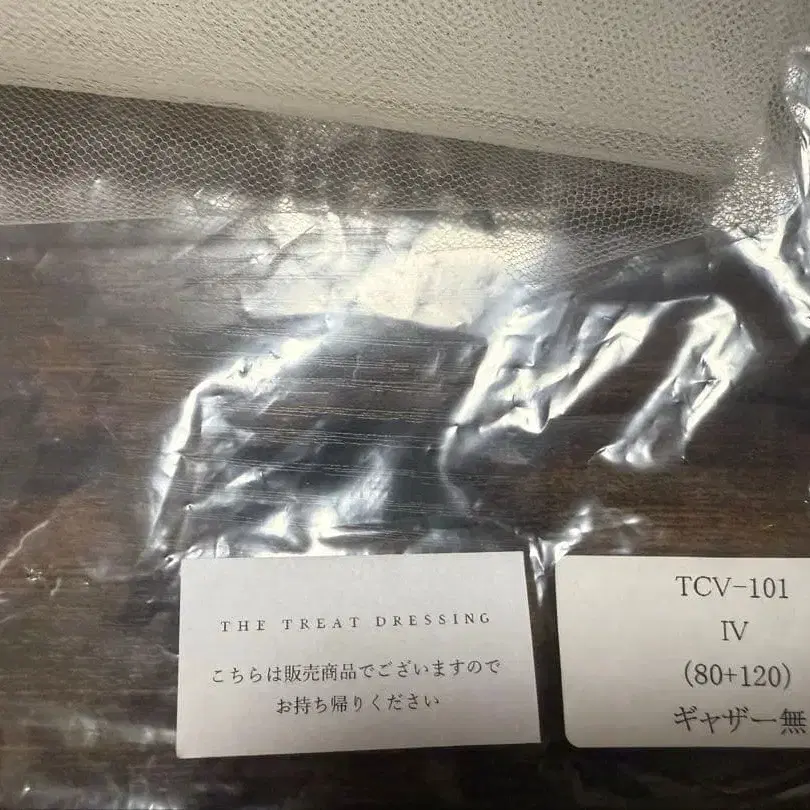 THE TREAT DRESSING
こちらは販売商品でございますので
お持ち帰りください
TCV-101
IV
(80+120)
ギャザー無